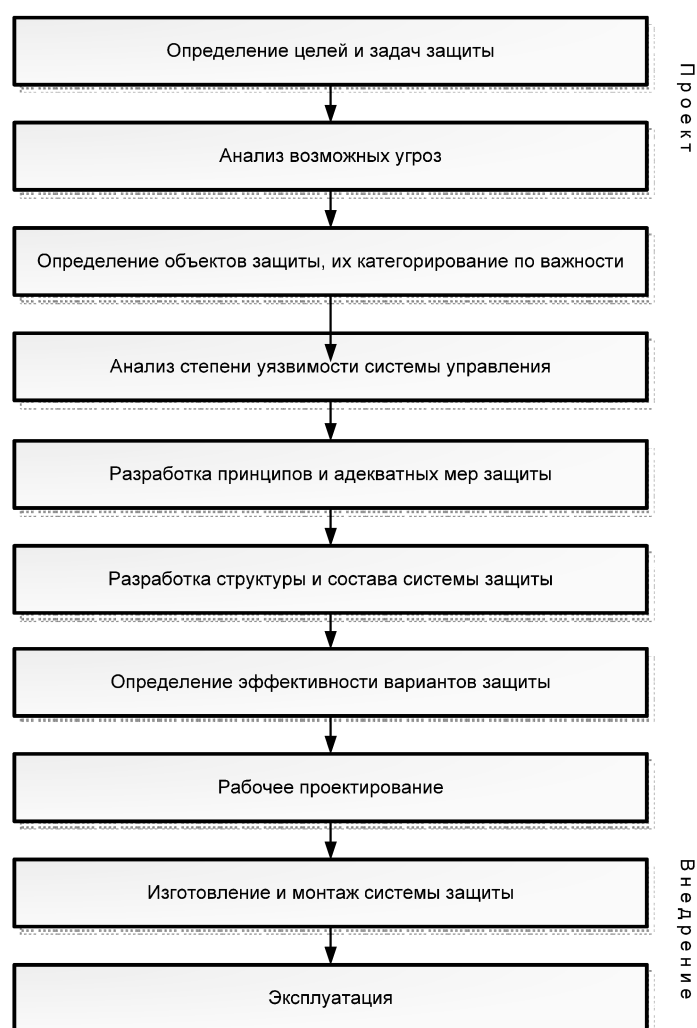 Определение целей и задач защиты
Проект
Анализ возможных угроз
Определение объектов защиты, их категорирование по важности
Анализ степени уязвимости системы управления
Разработка принципов и адекватных мер защиты
Разработка структуры и состава системы защиты
Определение эффективности вариантов защиты
Рабочее проектирование
Изготовление и монтаж системы защиты
Внедрение
Эксплуатация